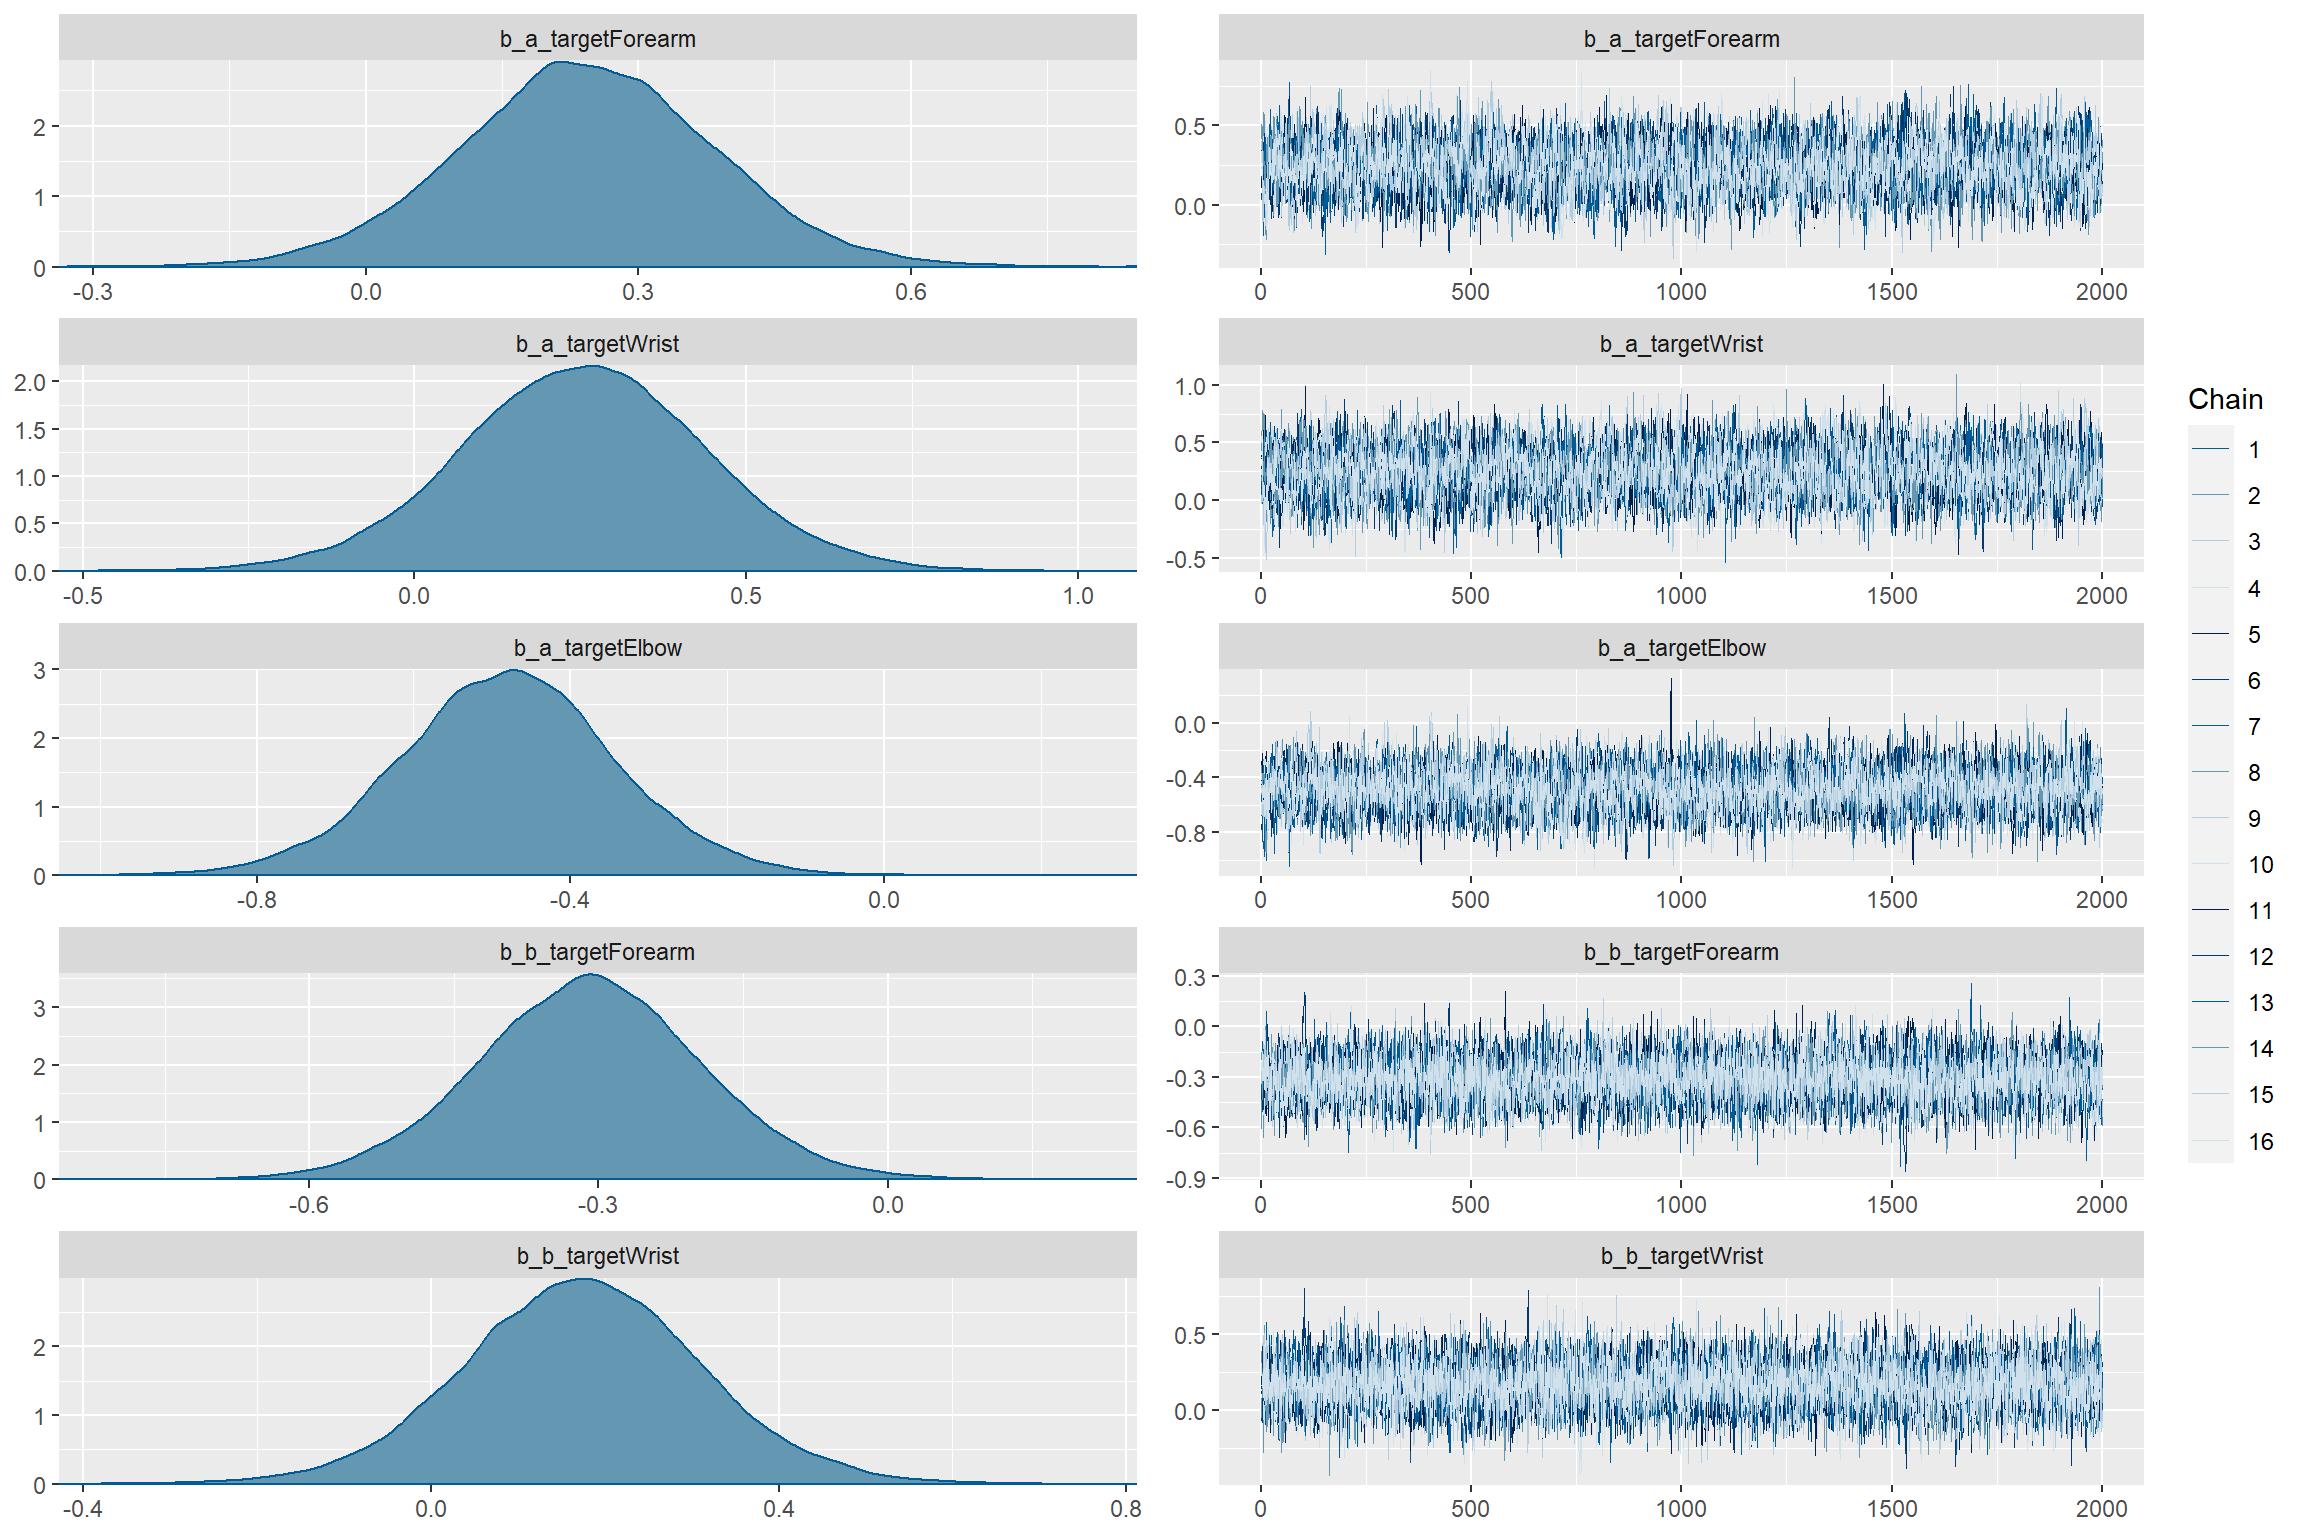 b_a_targetForearm
2
1
0
-0.3 0.0 0.3 0.6
b_a_targetForearm
0.5
0.0
0 500 1000 1500 2000
b_a_targetWrist
2.0
1.5
1.0
0.5
0.0
-0.5 0.0 0.5 1.0
b_a_targetWrist
1.0
0.5
0.0
-0.5
0 500 1000 1500 2000
b_a_targetElbow
3
2
1
0
-0.8 -0.4 0.0
b_a_targetElbow
0.0
-0.4
-0.8
0 500 1000 1500 2000
b_b_targetForearm
3
2
1
0
-0.6 -0.3 0.0
b_b_targetForearm
0.3
0.0
-0.3
-0.6
-0.9
0 500 1000 1500 2000
b_b_targetWrist
2
1
0
-0.4 0.0 0.4 0.8
b_b_targetWrist
0.5
0.0
0 500 1000 1500 2000
Chain
1
2
3
4
5
6
7
8
9
10
11
12
13
14
15
16